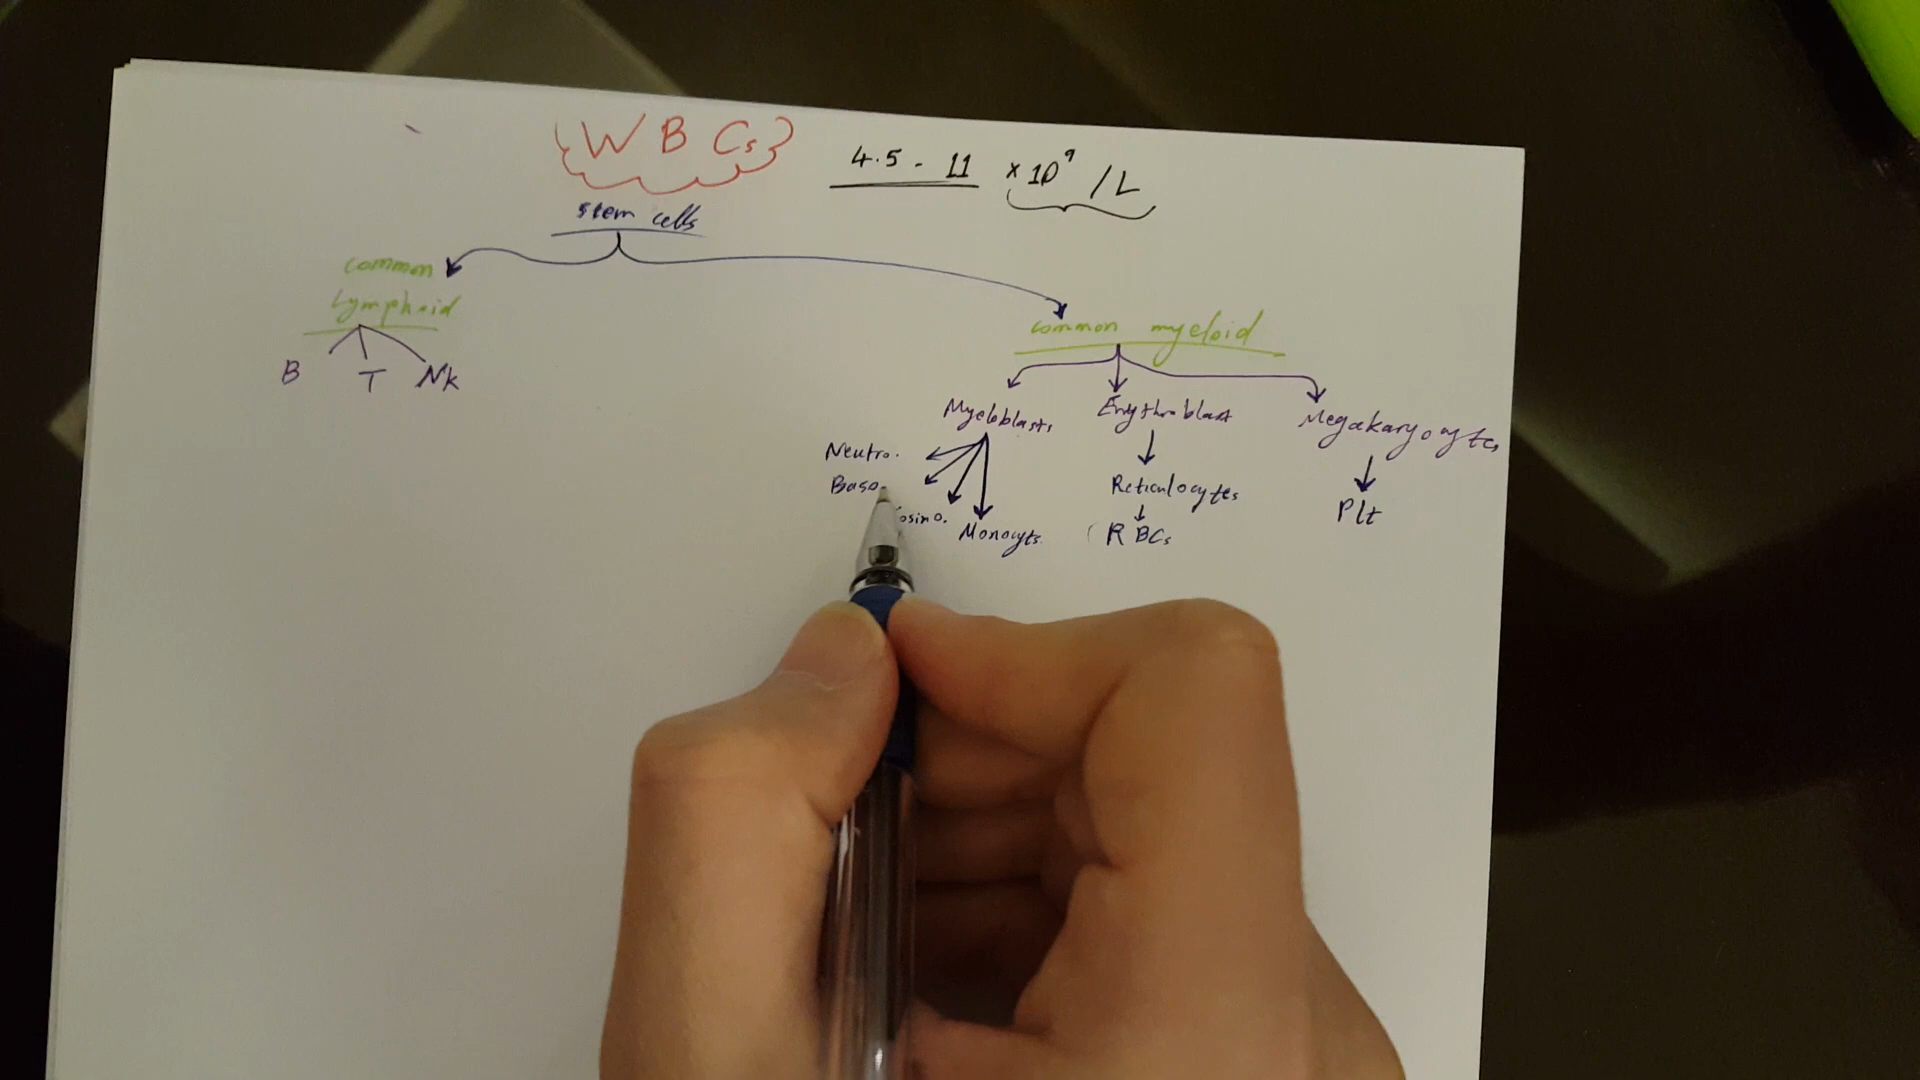 WBCs
4.5 - 11 x 10⁹ / L
stem cells
common
lymphoid
B T Nk
common myeloid
Myeloblasts Erythroblast Megakaryocytes
Neutro.
Baso.
osino.
Monocyts.
Reticulocytes
RBCs
Plt